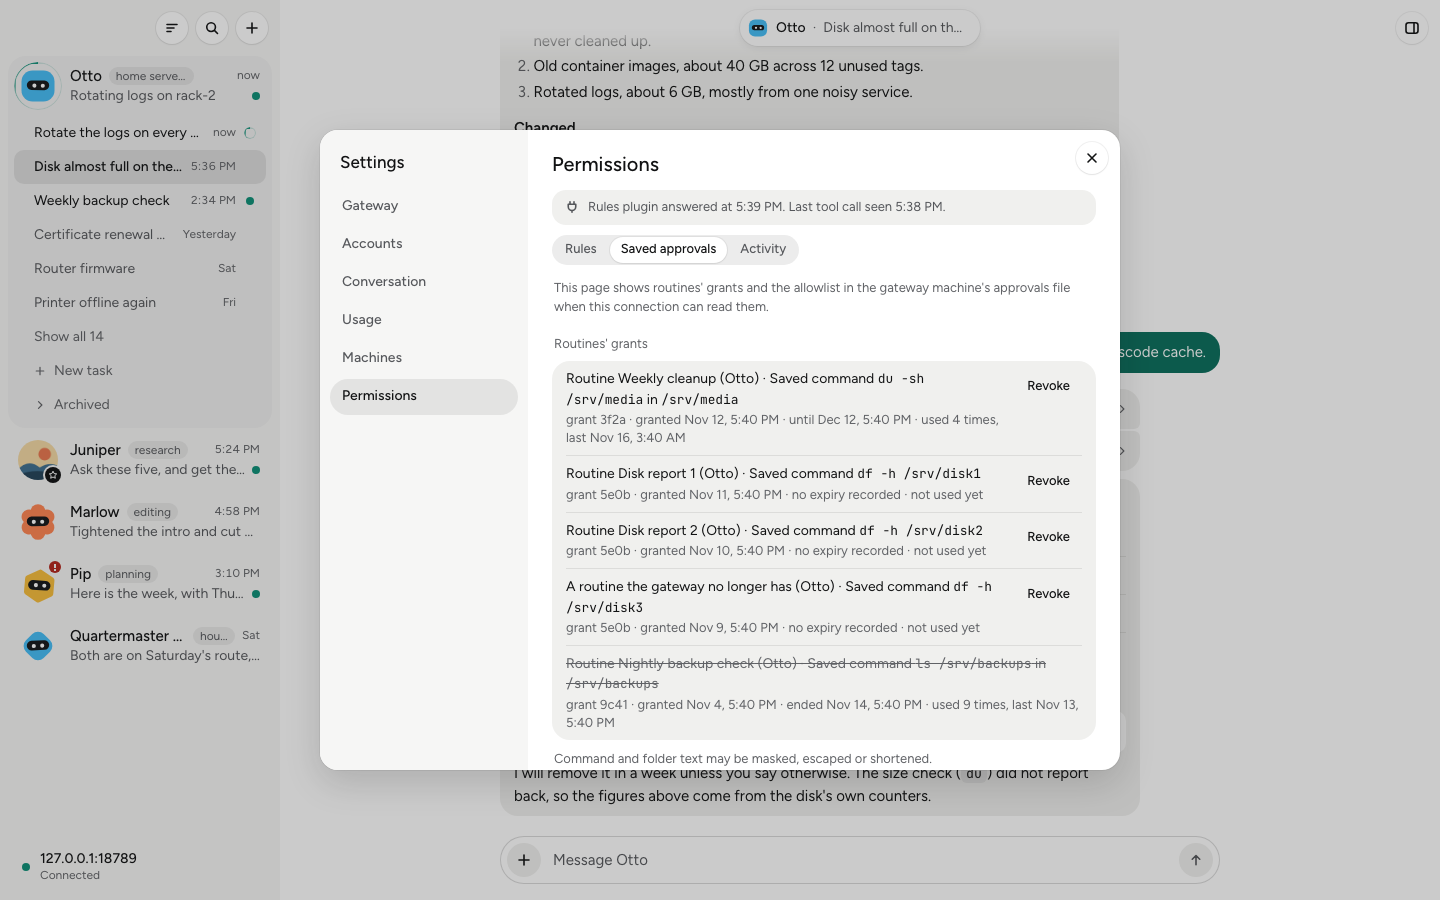 Otto home serve... now
Rotating logs on rack-2
Rotate the logs on every ... now
Disk almost full on the... 5:36 PM
Weekly backup check 2:34 PM
Certificate renewal ... Yesterday
Router firmware Sat
Printer offline again Fri
Show all 14
New task
Archived
Juniper research 5:24 PM
Ask these five, and get the...
Marlow editing 4:58 PM
Tightened the intro and cut ...
Pip planning 3:10 PM
Here is the week, with Thu...
Quartermaster ... hou... Sat
Both are on Saturday's route,...
127.0.0.1:18789
Connected
Otto · Disk almost full on th...
never cleaned up.
2. Old container images, about 40 GB across 12 unused tags.
3. Rotated logs, about 6 GB, mostly from one noisy service.
Changed
scode cache.
Settings
Gateway
Accounts
Conversation
Usage
Machines
Permissions
Permissions
Rules plugin answered at 5:39 PM. Last tool call seen 5:38 PM.
Rules Saved approvals Activity
This page shows routines' grants and the allowlist in the gateway machine's approvals file
when this connection can read them.
Routines' grants
Routine Weekly cleanup (Otto) · Saved command du -sh
/srv/media in /srv/media
Revoke
grant 3f2a · granted Nov 12, 5:40 PM · until Dec 12, 5:40 PM · used 4 times,
last Nov 16, 3:40 AM
Routine Disk report 1 (Otto) · Saved command df -h /srv/disk1
Revoke
grant 5e0b · granted Nov 11, 5:40 PM · no expiry recorded · not used yet
Routine Disk report 2 (Otto) · Saved command df -h /srv/disk2
Revoke
grant 5e0b · granted Nov 10, 5:40 PM · no expiry recorded · not used yet
A routine the gateway no longer has (Otto) · Saved command df -h
/srv/disk3
Revoke
grant 5e0b · granted Nov 9, 5:40 PM · no expiry recorded · not used yet
Routine Nightly backup check (Otto) · Saved command ls /srv/backups in
/srv/backups
grant 9c41 · granted Nov 4, 5:40 PM · ended Nov 14, 5:40 PM · used 9 times, last Nov 13,
5:40 PM
Command and folder text may be masked, escaped or shortened.
I will remove it in a week unless you say otherwise. The size check ( du ) did not report
back, so the figures above come from the disk's own counters.
Message Otto